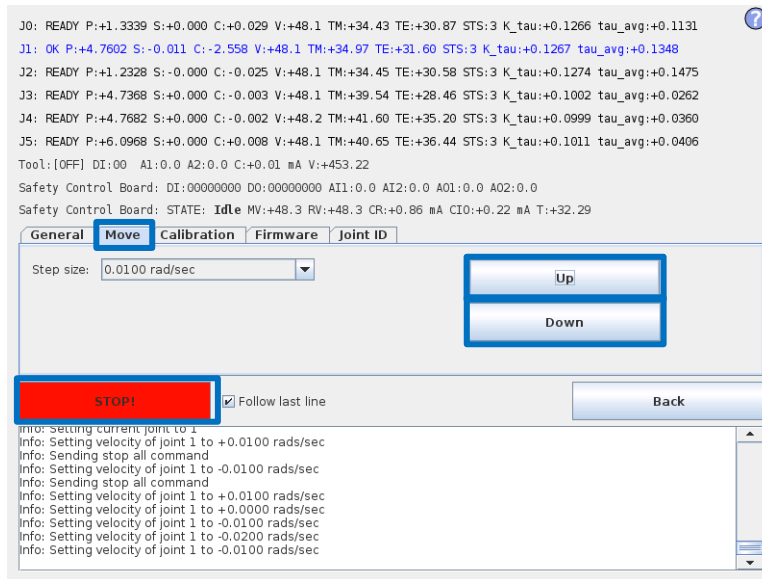 J0: READY P:+1.3339 S:+0.000 C:+0.029 V:+48.1 TM:+34.43 TE:+30.87 STS:3 K_tau:+0.1266 tau_avg:+0.1131
?
J1: OK P:+4.7602 S:-0.011 C:-2.558 V:+48.1 TM:+34.97 TE:+31.60 STS:3 K_tau:+0.1267 tau_avg:+0.1348
J2: READY P:+1.2328 S:-0.000 C:-0.025 V:+48.1 TM:+34.45 TE:+30.58 STS:3 K_tau:+0.1274 tau_avg:+0.1475
J3: READY P:+4.7368 S:+0.000 C:-0.003 V:+48.2 TM:+39.54 TE:+28.46 STS:3 K_tau:+0.1002 tau_avg:+0.0262
J4: READY P:+4.7682 S:+0.000 C:-0.002 V:+48.2 TM:+41.60 TE:+35.20 STS:3 K_tau:+0.0999 tau_avg:+0.0360
J5: READY P:+6.0968 S:+0.000 C:+0.008 V:+48.1 TM:+40.65 TE:+36.44 STS:3 K_tau:+0.1011 tau_avg:+0.0406
Tool:[OFF] DI:00 A1:0.0 A2:0.0 C:+0.01 mA V:+453.22
Safety Control Board: DI:00000000 DO:00000000 AI1:0.0 AI2:0.0 AO1:0.0 AO2:0.0
Safety Control Board: STATE: Idle MV:+48.3 RV:+48.3 CR:+0.86 mA CIO:+0.22 mA T:+32.29
General Move Calibration Firmware Joint ID
Step size: 0.0100 rad/sec
Up
Down
STOP! Follow last line Back
Info: Setting current joint to 1
Info: Setting velocity of joint 1 to +0.0100 rads/sec
Info: Sending stop all command
Info: Setting velocity of joint 1 to -0.0100 rads/sec
Info: Sending stop all command
Info: Setting velocity of joint 1 to +0.0100 rads/sec
Info: Setting velocity of joint 1 to +0.0000 rads/sec
Info: Setting velocity of joint 1 to -0.0100 rads/sec
Info: Setting velocity of joint 1 to -0.0200 rads/sec
Info: Setting velocity of joint 1 to -0.0100 rads/sec